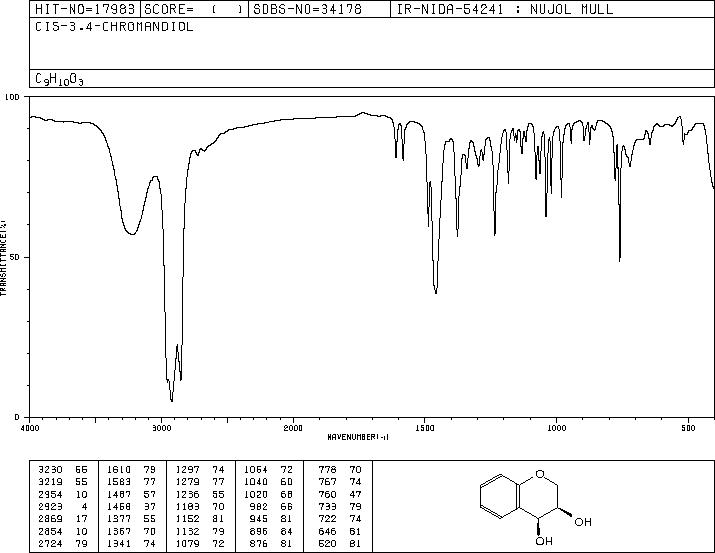 HIT-NO=17983 SCORE= ( ) SDBS-NO=34178 IR-NIDA-54241 : NUJOL MULL
CIS-3.4-CHROMANDIOL
C9H10O3
100
50
0
TRANSMITTANCE(%)
4000 3000 2000 1500 1000 500
WAVENUMBER(-1)
3230 66 1610 79 1297 74 1064 72 778 70
3219 55 1583 77 1279 77 1040 60 767 74
2954 10 1487 57 1236 55 1020 68 760 47
2923 4 1458 37 1183 70 982 66 733 79
2869 17 1377 55 1152 81 945 81 722 74
2854 10 1367 70 1132 79 896 84 646 81
2724 79 1341 74 1079 72 876 81 520 81
O
OH
OH